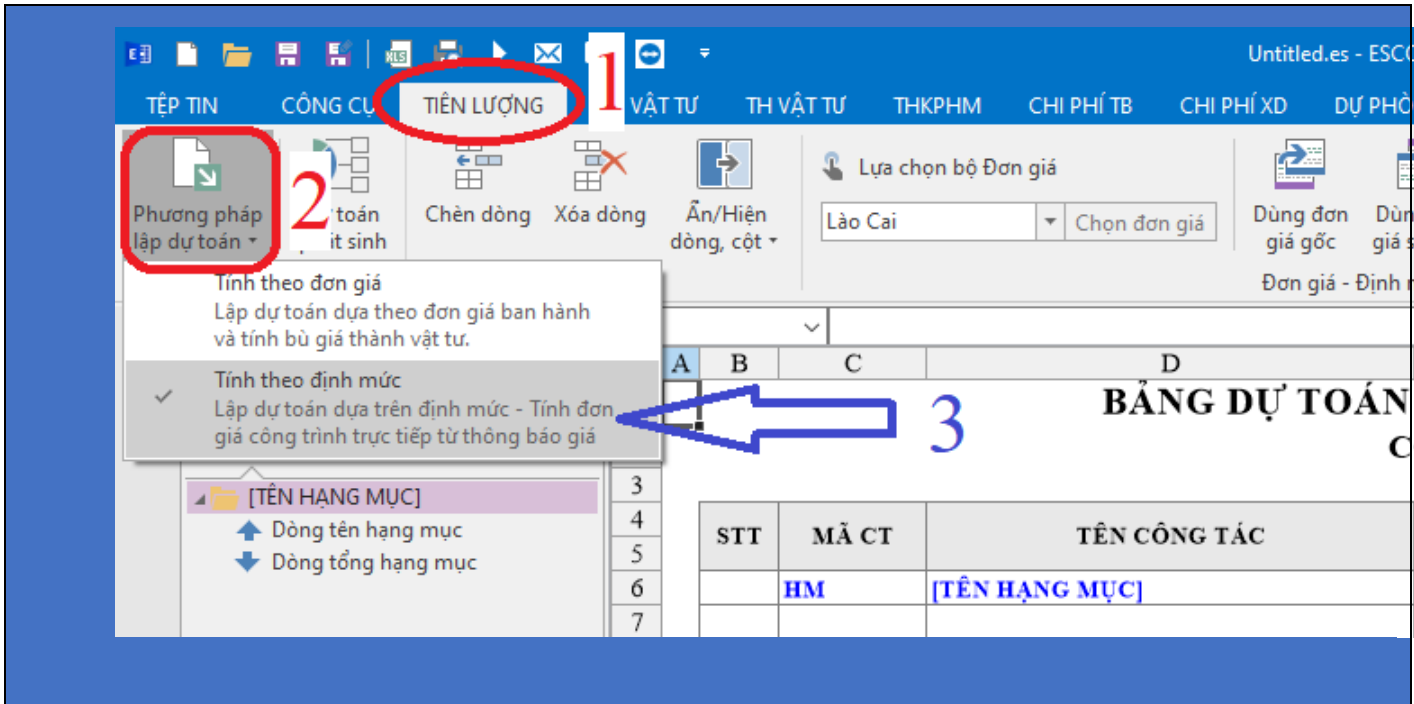 Untitled.es - ESCO
TỆP TIN CÔNG CỤ TIÊN LƯỢNG VẬT TƯ TH VẬT TƯ THKPHM CHI PHÍ TB CHI PHÍ XD DỰ PHÒ
1
2
Phương pháp lập dự toán
toán
sinh
Chèn dòng
Xóa dòng
Ẩn/Hiện dòng, cột
Lựa chọn bộ Đơn giá
Lào Cai
Chọn đơn giá
Dùng đơn giá gốc
Dùn
giá s
Đơn giá - Định
Tính theo đơn giá
Lập dự toán dựa theo đơn giá ban hành
và tính bù giá thành vật tư.
Tính theo định mức
Lập dự toán dựa trên định mức - Tính đơn
giá công trình trực tiếp từ thông báo giá
3
A B C D
BẢNG DỰ TOÁN
C
[TÊN HẠNG MỤC]
Dòng tên hạng mục
Dòng tổng hạng mục
3
4
5
STT MÃ CT TÊN CÔNG TÁC
6 HM [TÊN HẠNG MỤC]
7